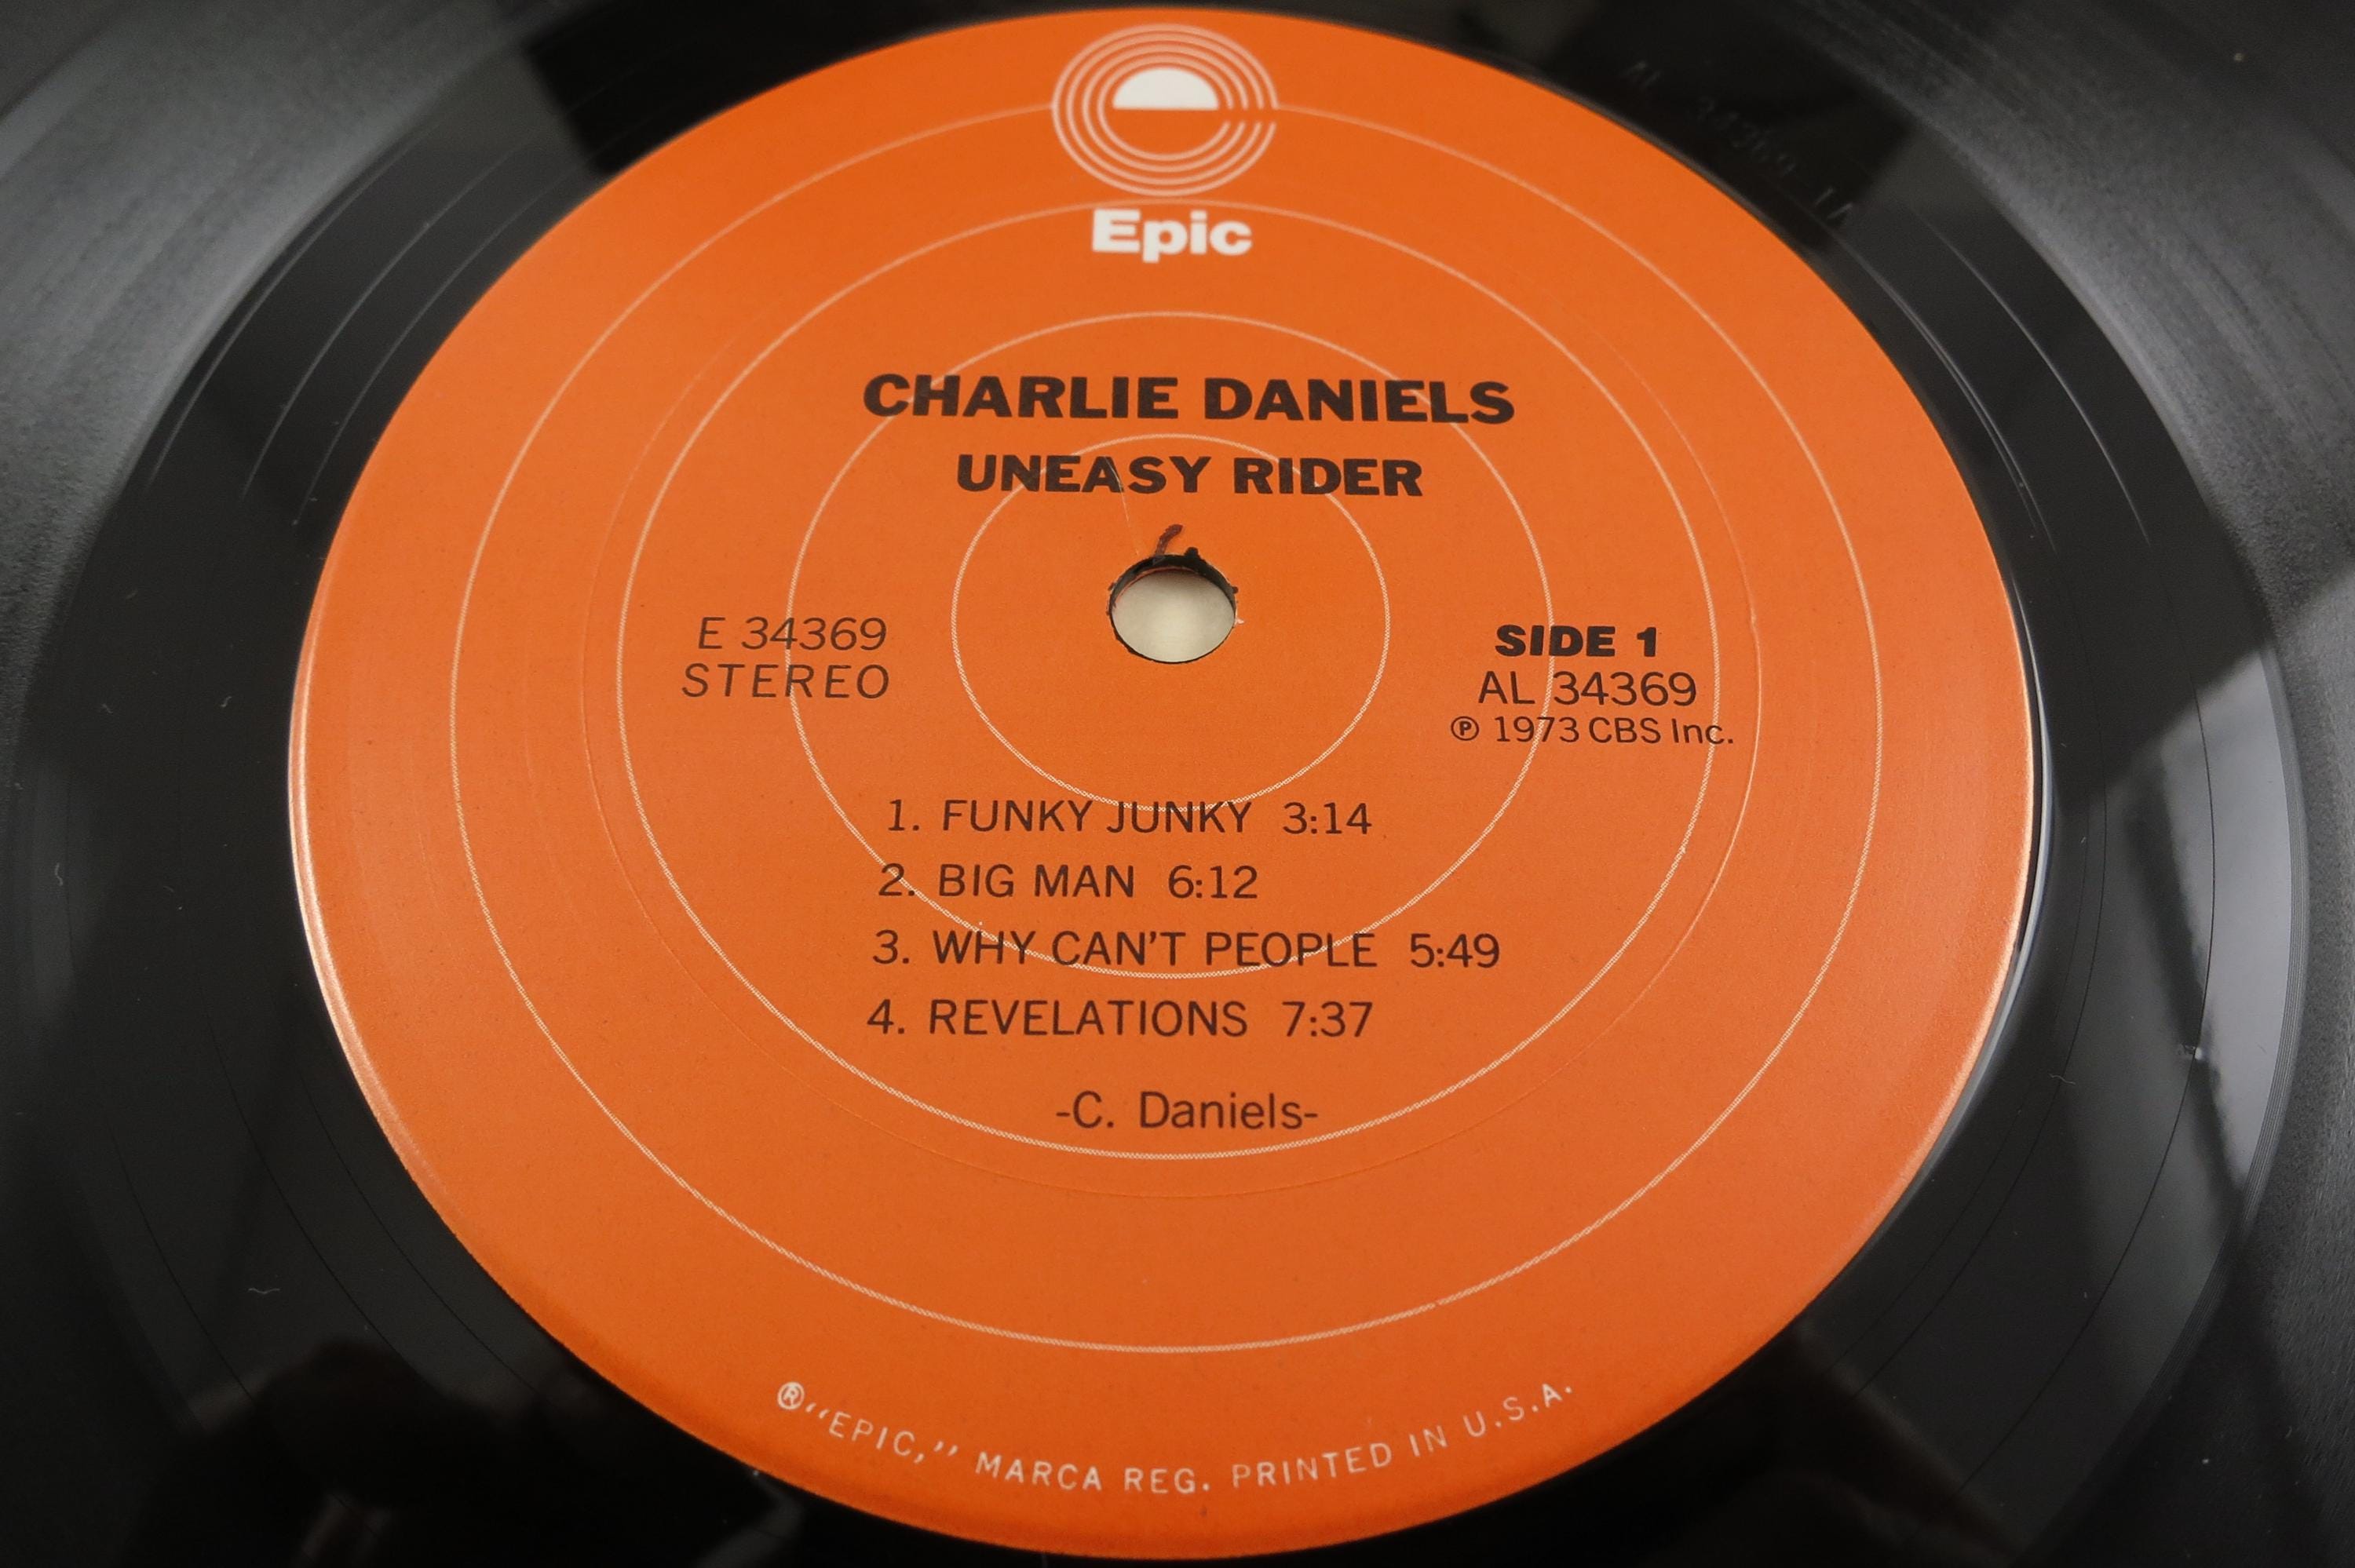 Epic
CHARLIE DANIELS
UNEASY RIDER
E 34369
STEREO
SIDE 1
AL 34369
℗ 1973 CBS Inc.
1. FUNKY JUNKY 3:14
2. BIG MAN 6:12
3. WHY CAN'T PEOPLE 5:49
4. REVELATIONS 7:37
-C. Daniels-
®"EPIC," MARCA REG. PRINTED IN U.S.A.